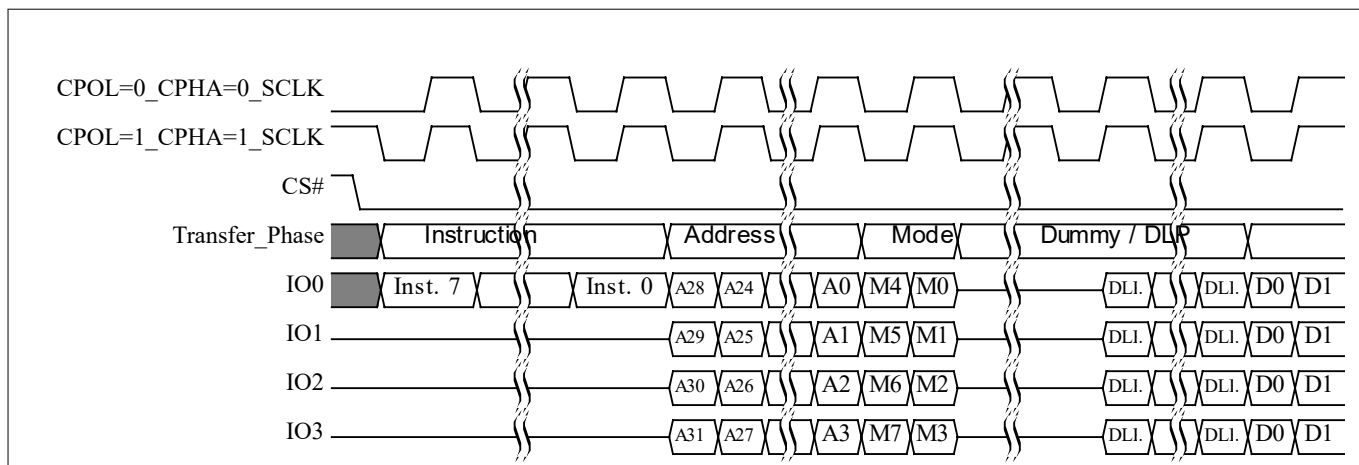 CPOL=0_CPHA=0_SCLK
CPOL=1_CPHA=1_SCLK
CS#
Transfer_Phase Instruction Address Mode Dummy / DLP
IO0 Inst. 7 Inst. 0 A28 A24 A0 M4 M0 DLI. DLI. D0 D1
IO1 A29 A25 A1 M5 M1 DLI. DLI. D0 D1
IO2 A30 A26 A2 M6 M2 DLI. DLI. D0 D1
IO3 A31 A27 A3 M7 M3 DLI. DLI. D0 D1